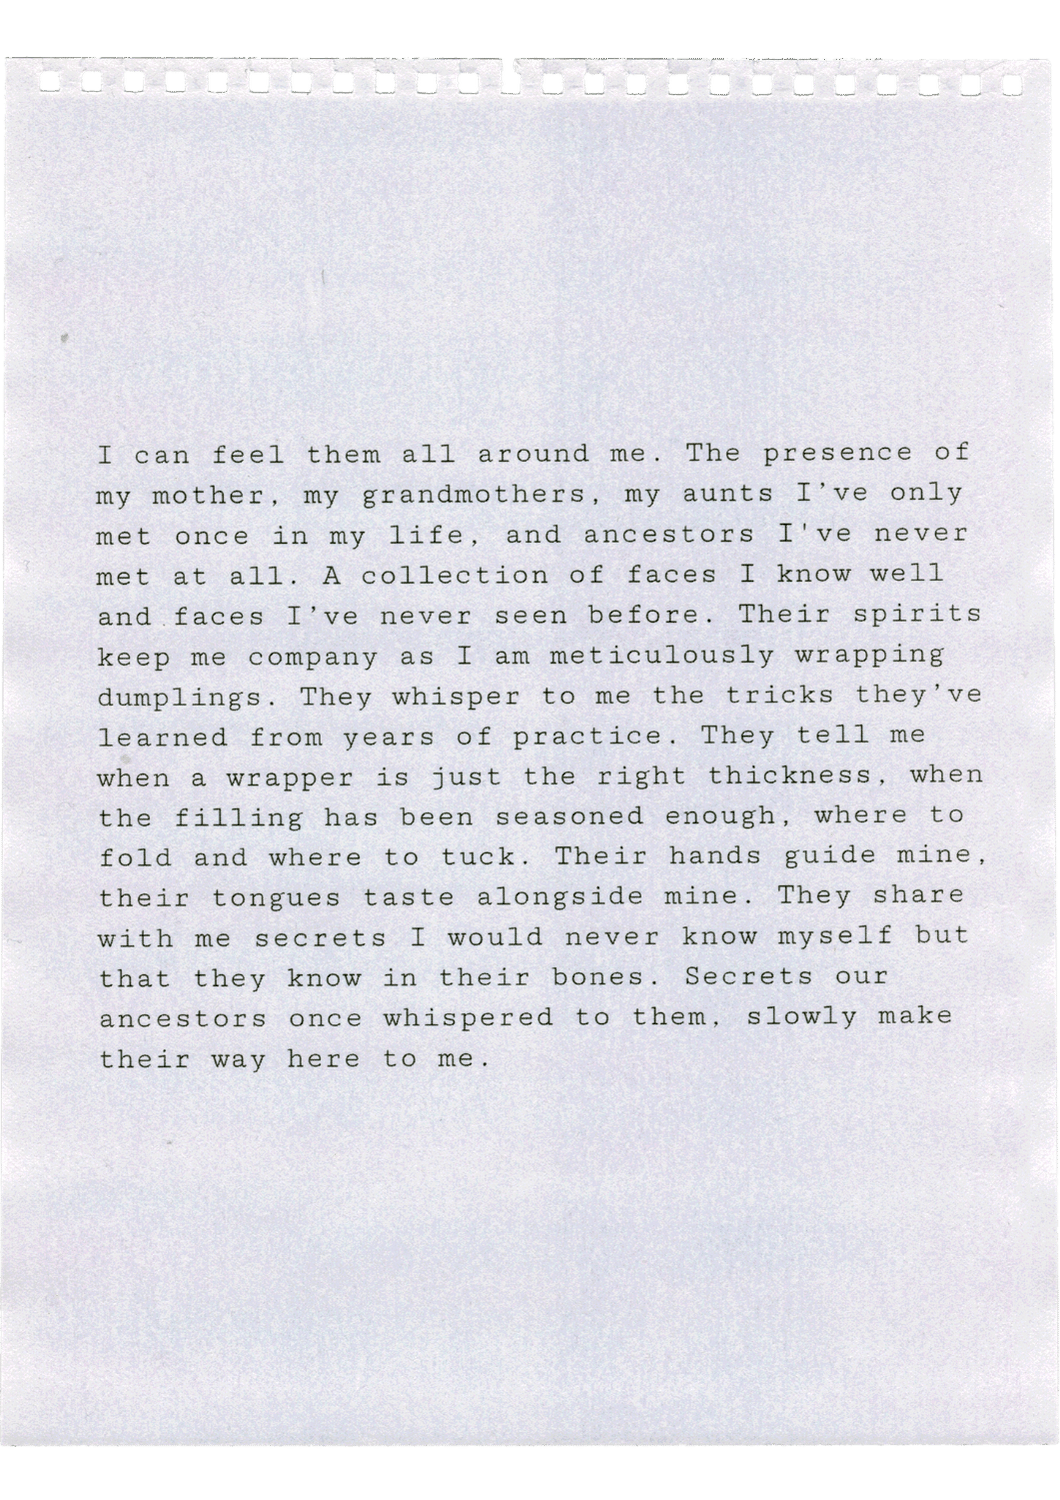 I can feel them all around me. The presence of
my mother, my grandmothers, my aunts I've only
met once in my life, and ancestors I've never
met at all. A collection of faces I know well
and faces I've never seen before. Their spirits
keep me company as I am meticulously wrapping
dumplings. They whisper to me the tricks they've
learned from years of practice. They tell me
when a wrapper is just the right thickness, when
the filling has been seasoned enough, where to
fold and where to tuck. Their hands guide mine,
their tongues taste alongside mine. They share
with me secrets I would never know myself but
that they know in their bones. Secrets our
ancestors once whispered to them, slowly make
their way here to me.